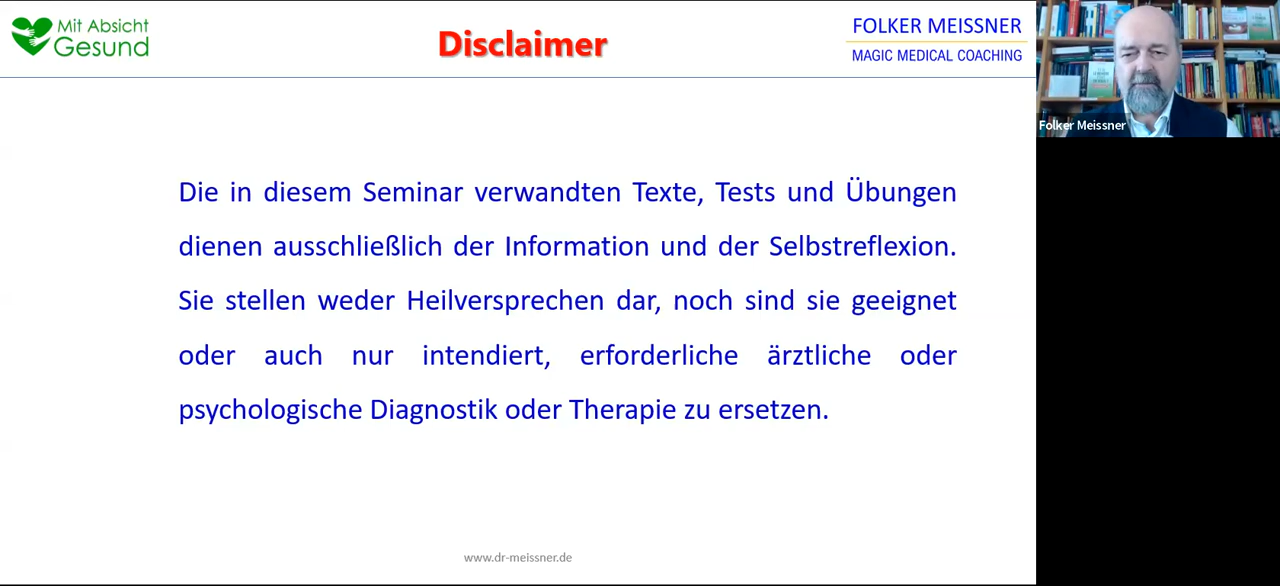 Mit Absicht
Gesund
Disclaimer
FOLKER MEISSNER
MAGIC MEDICAL COACHING
Folker Meissner
Die in diesem Seminar verwandten Texte, Tests und Übungen
dienen ausschließlich der Information und der Selbstreflexion.
Sie stellen weder Heilversprechen dar, noch sind sie geeignet
oder auch nur intendiert, erforderliche ärztliche oder
psychologische Diagnostik oder Therapie zu ersetzen.
www.dr-meissner.de